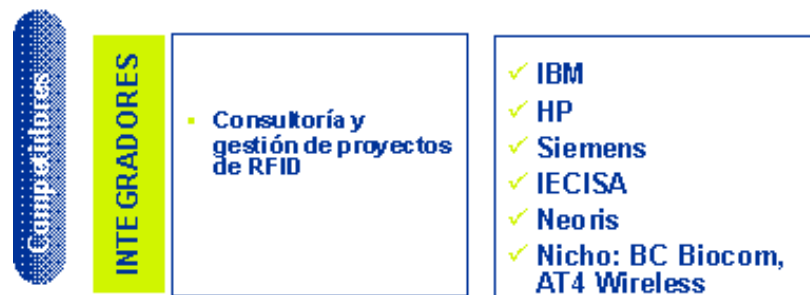 Competidores
INTEGRADORES
Consultoría y
gestión de proyectos
de RFID
IBM
HP
Siemens
IECISA
Neoris
Nicho: BC Biocom,
AT4 Wireless